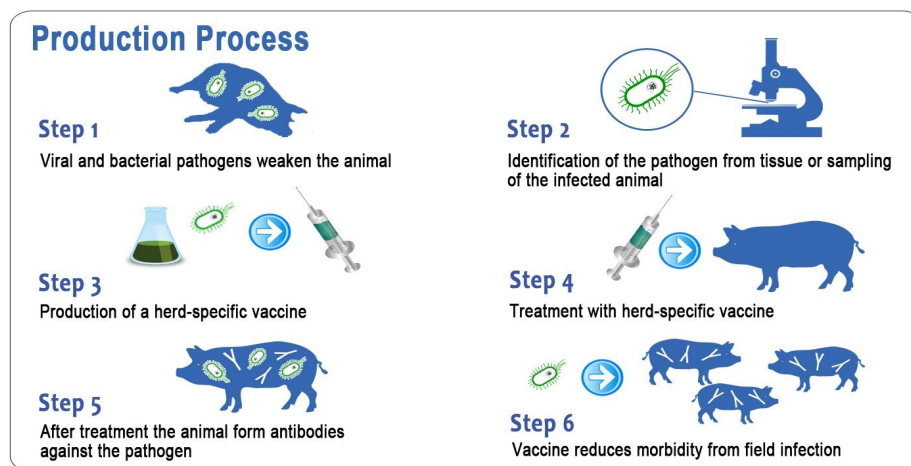 Production Process
Step 1
Viral and bacterial pathogens weaken the animal
Step 2
Identification of the pathogen from tissue or sampling
of the infected animal
Step 3
Production of a herd-specific vaccine
Step 4
Treatment with herd-specific vaccine
Step 5
After treatment the animal form antibodies
against the pathogen
Step 6
Vaccine reduces morbidity from field infection